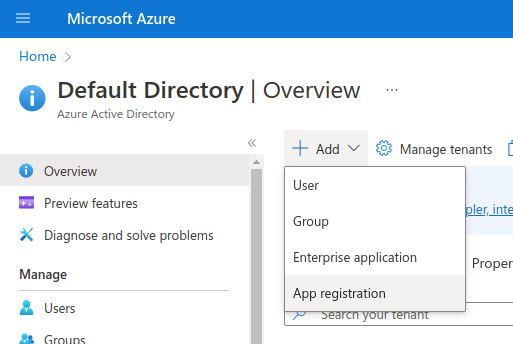 Microsoft Azure
Home
Default Directory | Overview ...
Azure Active Directory
Overview
Preview features
Diagnose and solve problems
Manage
Users
Groups
Add
Manage tenants
User
Group
Enterprise application
App registration
pler, inte
Proper
Search your tenant